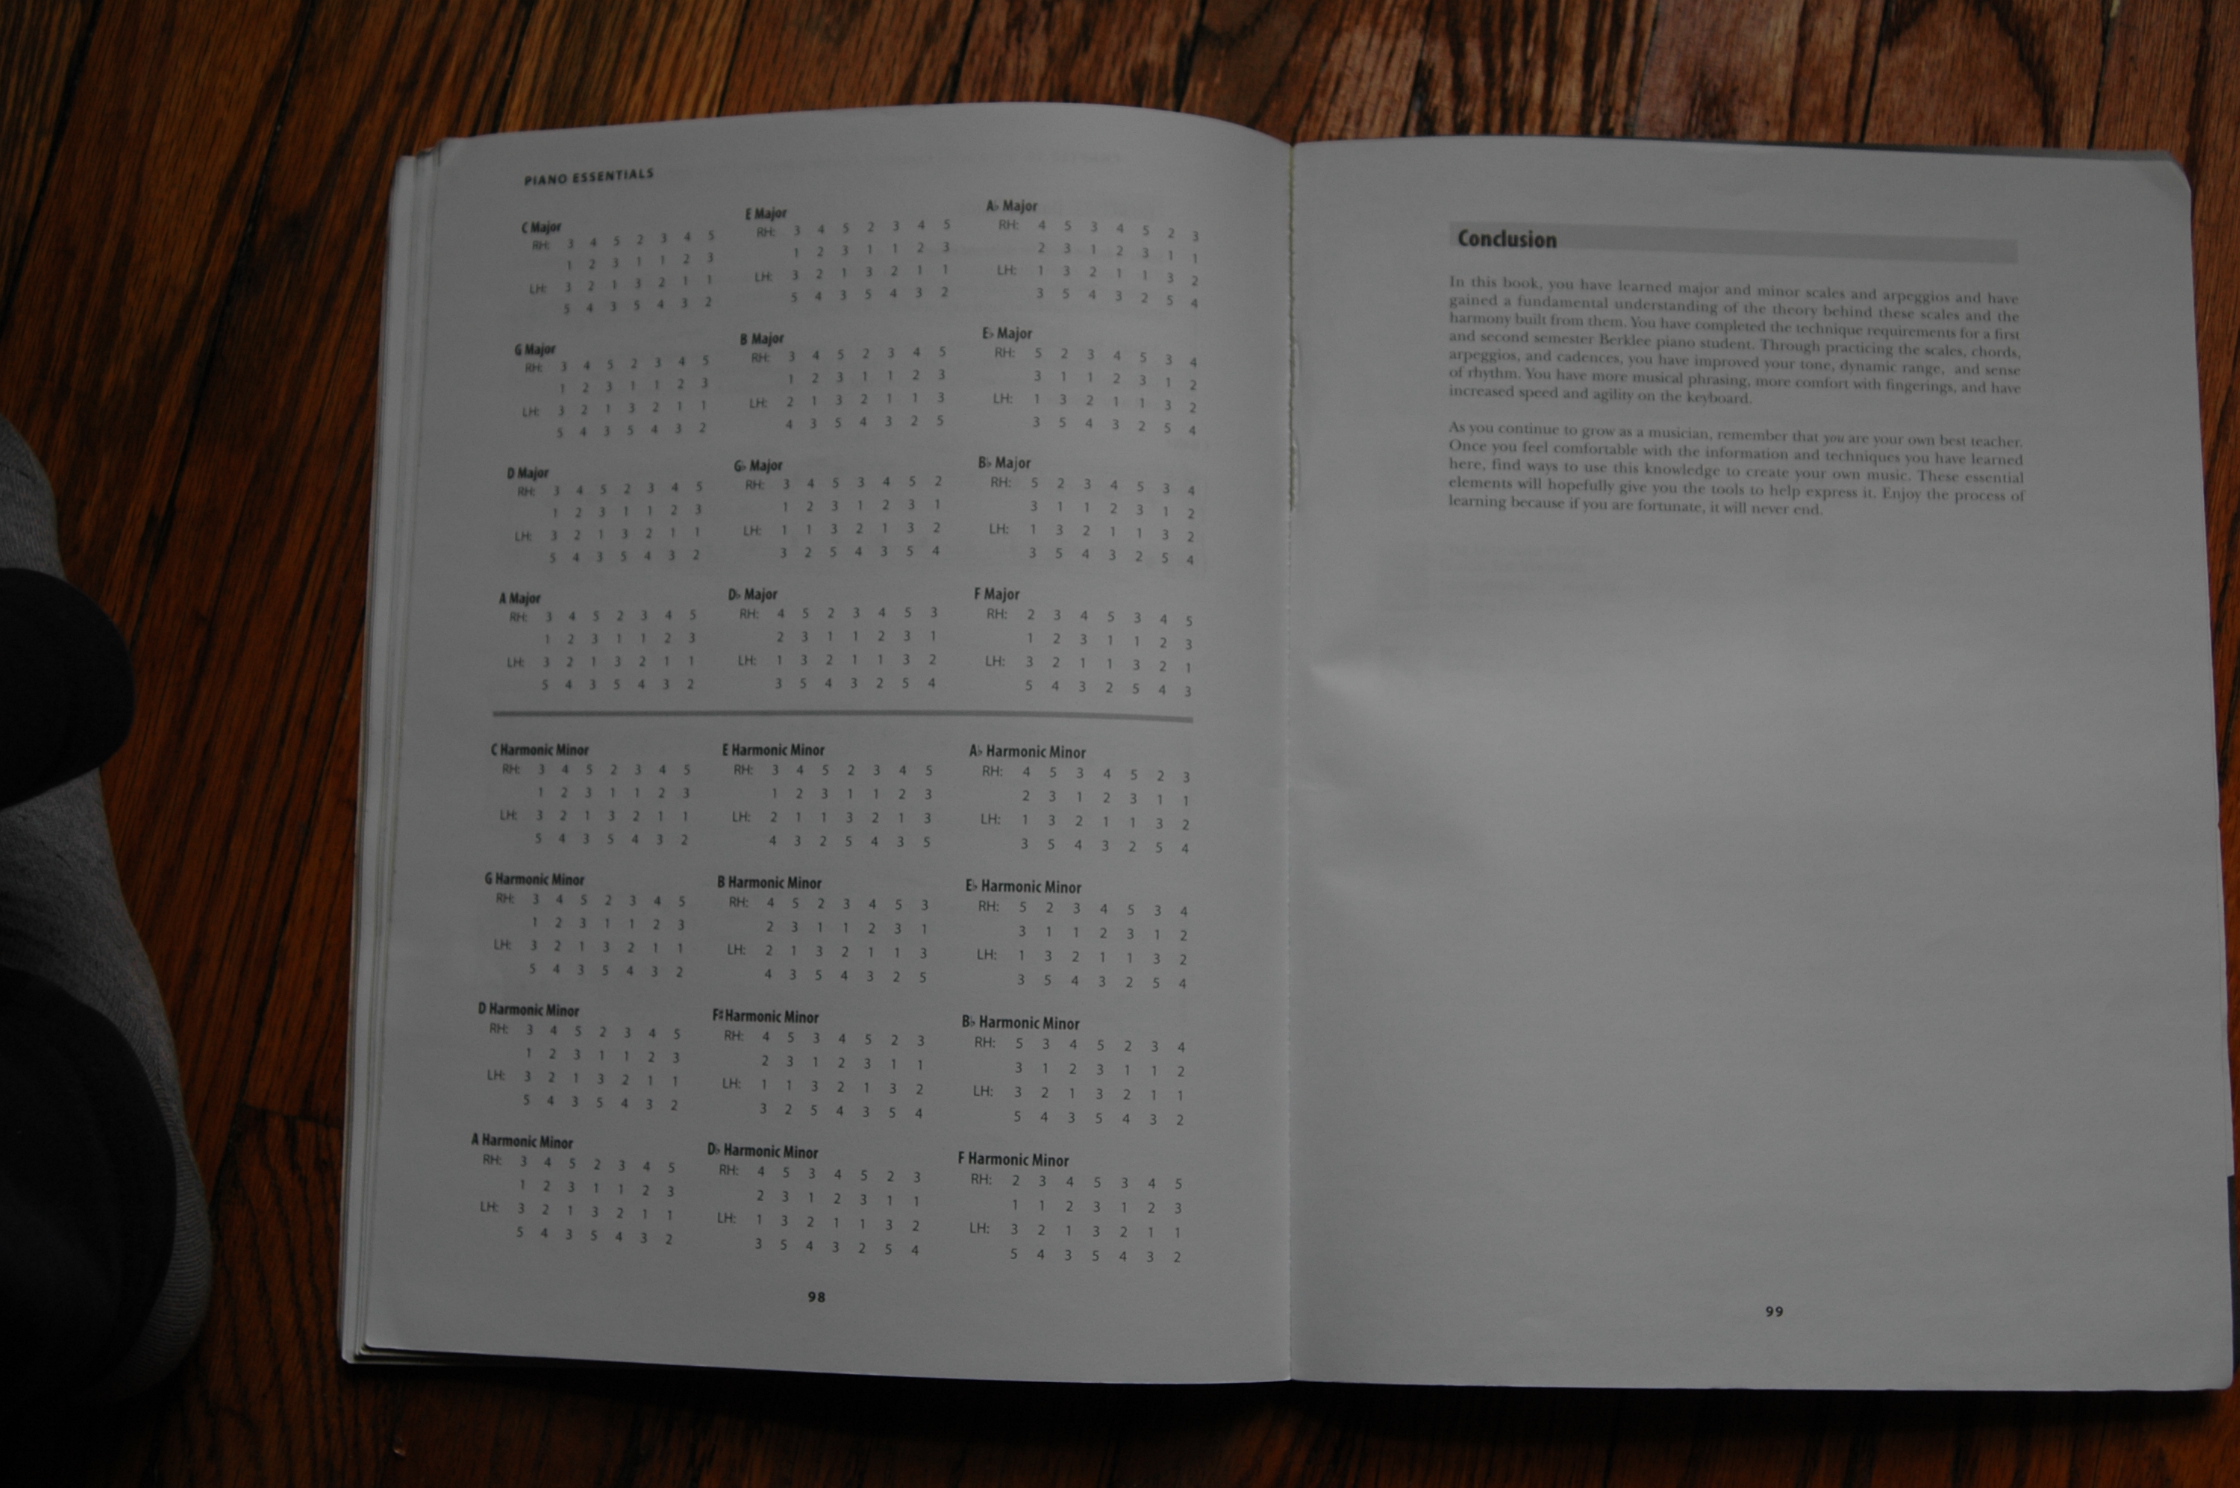 PIANO ESSENTIALS
C Major
RH: 3 4 5 2 3 4 5
1 2 3 1 1 2 3
LH: 3 2 1 3 2 1 1
5 4 3 5 4 3 2
G Major
RH: 3 4 5 2 3 4 5
1 2 3 1 1 2 3
LH: 3 2 1 3 2 1 1
5 4 3 5 4 3 2
D Major
RH: 3 4 5 2 3 4 5
1 2 3 1 1 2 3
LH: 3 2 1 3 2 1 1
5 4 3 5 4 3 2
A Major
RH: 3 4 5 2 3 4 5
1 2 3 1 1 2 3
LH: 3 2 1 3 2 1 1
5 4 3 5 4 3 2
E Major
RH: 3 4 5 2 3 4 5
1 2 3 1 1 2 3
LH: 3 2 1 3 2 1 1
5 4 3 5 4 3 2
B Major
RH: 3 4 5 2 3 4 5
1 2 3 1 1 2 3
LH: 2 1 3 2 1 1 3
4 3 5 4 3 2 5
G♭ Major
RH: 3 4 5 3 4 5 2
1 2 3 1 2 3 1
LH: 1 1 3 2 1 3 2
3 2 5 4 3 5 4
D♭ Major
RH: 4 5 2 3 4 5 3
2 3 1 1 2 3 1
LH: 1 3 2 1 1 3 2
3 5 4 3 2 5 4
A♭ Major
RH: 4 5 3 4 5 2 3
2 3 1 2 3 1 1
LH: 1 3 2 1 1 3 2
3 5 4 3 2 5 4
E♭ Major
RH: 5 2 3 4 5 3 4
3 1 1 2 3 1 2
LH: 1 3 2 1 1 3 2
3 5 4 3 2 5 4
B♭ Major
RH: 5 2 3 4 5 3 4
3 1 1 2 3 1 2
LH: 1 3 2 1 1 3 2
3 5 4 3 2 5 4
F Major
RH: 2 3 4 5 3 4 5
1 2 3 1 1 2 3
LH: 3 2 1 1 3 2 1
5 4 3 2 5 4 3
C Harmonic Minor
RH: 3 4 5 2 3 4 5
1 2 3 1 1 2 3
LH: 3 2 1 3 2 1 1
5 4 3 5 4 3 2
G Harmonic Minor
RH: 3 4 5 2 3 4 5
1 2 3 1 1 2 3
LH: 3 2 1 3 2 1 1
5 4 3 5 4 3 2
D Harmonic Minor
RH: 3 4 5 2 3 4 5
1 2 3 1 1 2 3
LH: 3 2 1 3 2 1 1
5 4 3 5 4 3 2
A Harmonic Minor
RH: 3 4 5 2 3 4 5
1 2 3 1 1 2 3
LH: 3 2 1 3 2 1 1
5 4 3 5 4 3 2
E Harmonic Minor
RH: 3 4 5 2 3 4 5
1 2 3 1 1 2 3
LH: 2 1 1 3 2 1 3
4 3 2 5 4 3 5
B Harmonic Minor
RH: 4 5 2 3 4 5 3
2 3 1 1 2 3 1
LH: 2 1 3 2 1 1 3
4 3 5 4 3 2 5
F♯ Harmonic Minor
RH: 4 5 3 4 5 2 3
2 3 1 2 3 1 1
LH: 1 1 3 2 1 3 2
3 2 5 4 3 5 4
D♭ Harmonic Minor
RH: 4 5 3 4 5 2 3
2 3 1 2 3 1 1
LH: 1 3 2 1 1 3 2
3 5 4 3 2 5 4
A♭ Harmonic Minor
RH: 4 5 3 4 5 2 3
2 3 1 2 3 1 1
LH: 1 3 2 1 1 3 2
3 5 4 3 2 5 4
E♭ Harmonic Minor
RH: 5 2 3 4 5 3 4
3 1 1 2 3 1 2
LH: 1 3 2 1 1 3 2
3 5 4 3 2 5 4
B♭ Harmonic Minor
RH: 5 3 4 5 2 3 4
3 1 2 3 1 1 2
LH: 3 2 1 3 2 1 1
5 4 3 5 4 3 2
F Harmonic Minor
RH: 2 3 4 5 3 4 5
1 1 2 3 1 2 3
LH: 3 2 1 3 2 1 1
5 4 3 5 4 3 2
98
Conclusion
In this book, you have learned major and minor scales and arpeggios and have
gained a fundamental understanding of the theory behind these scales and the
harmony built from them. You have completed the technique requirements for a first
and second semester Berklee piano student. Through practicing the scales, chords,
arpeggios, and cadences, you have improved your tone, dynamic range, and sense
of rhythm. You have more musical phrasing, more comfort with fingerings, and have
increased speed and agility on the keyboard.
As you continue to grow as a musician, remember that you are your own best teacher.
Once you feel comfortable with the information and techniques you have learned
here, find ways to use this knowledge to create your own music. These essential
elements will hopefully give you the tools to help express it. Enjoy the process of
learning because if you are fortunate, it will never end.
99